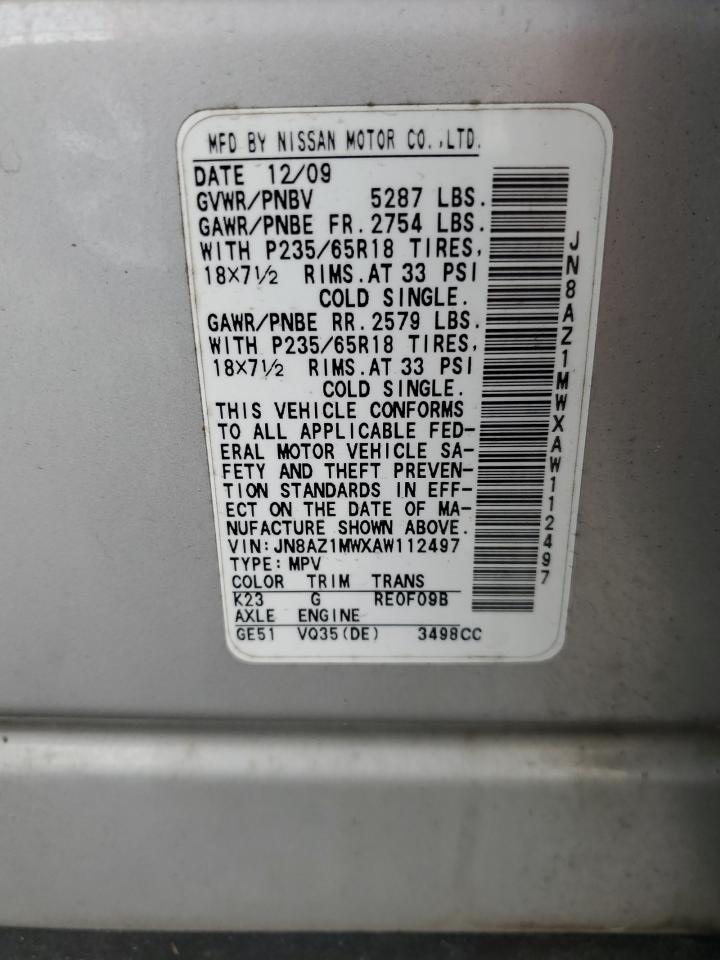 MFD BY NISSAN MOTOR CO.,LTD.
DATE 12/09
GVWR/PNBV 5287 LBS.
GAWR/PNBE FR. 2754 LBS.
WITH P235/65R18 TIRES,
18×7½ RIMS. AT 33 PSI
COLD SINGLE.
GAWR/PNBE RR. 2579 LBS.
WITH P235/65R18 TIRES,
18×7½ RIMS. AT 33 PSI
COLD SINGLE.
THIS VEHICLE CONFORMS
TO ALL APPLICABLE FED-
ERAL MOTOR VEHICLE SA-
FETY AND THEFT PREVEN-
TION STANDARDS IN EFF-
ECT ON THE DATE OF MA-
NUFACTURE SHOWN ABOVE.
VIN: JN8AZ1MWXAW112497
TYPE: MPV
COLOR TRIM TRANS
K23 G RE0F09B
AXLE ENGINE
GE51 VQ35(DE) 3498CC
JN8AZ1MWXAW112497